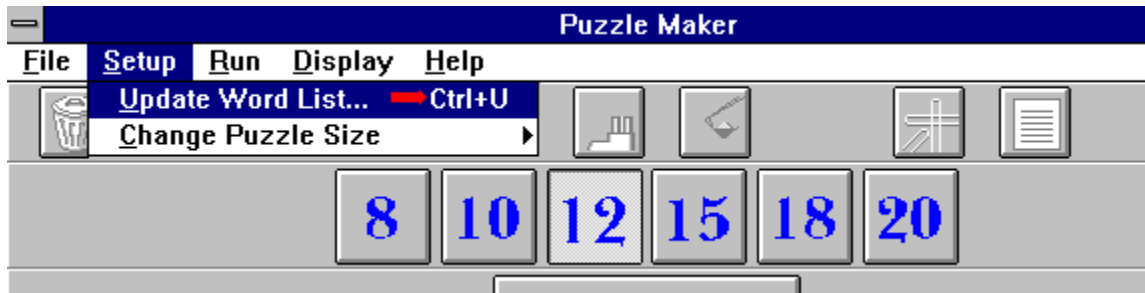 Puzzle Maker
File Setup Run Display Help
Update Word List... Ctrl+U
Change Puzzle Size
8 10 12 15 18 20